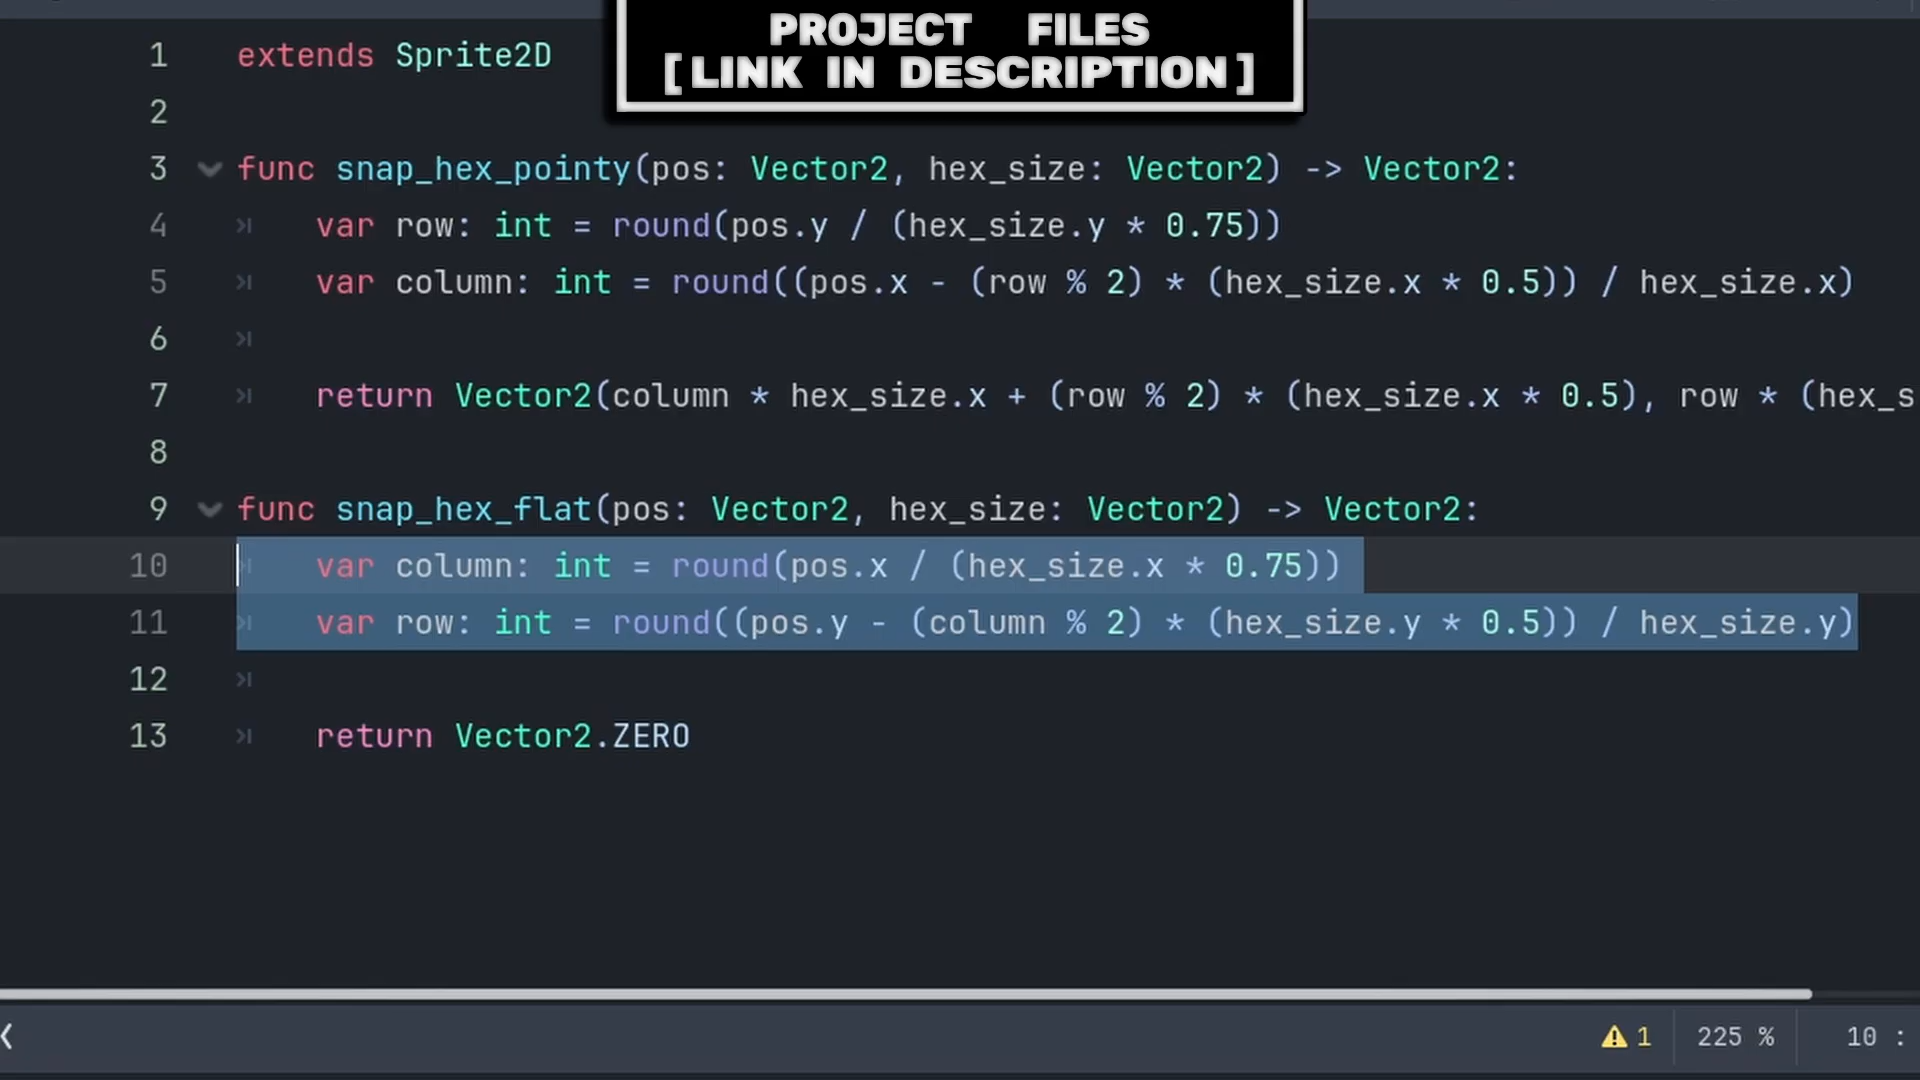 PROJECT FILES
[LINK IN DESCRIPTION]
1 extends Sprite2D
2
3 func snap_hex_pointy(pos: Vector2, hex_size: Vector2) -> Vector2:
4 var row: int = round(pos.y / (hex_size.y * 0.75))
5 var column: int = round((pos.x - (row % 2) * (hex_size.x * 0.5)) / hex_size.x)
6
7 return Vector2(column * hex_size.x + (row % 2) * (hex_size.x * 0.5), row * (hex_s
8
9 func snap_hex_flat(pos: Vector2, hex_size: Vector2) -> Vector2:
10 var column: int = round(pos.x / (hex_size.x * 0.75))
11 var row: int = round((pos.y - (column % 2) * (hex_size.y * 0.5)) / hex_size.y)
12
13 return Vector2.ZERO
1 225 % 10 :